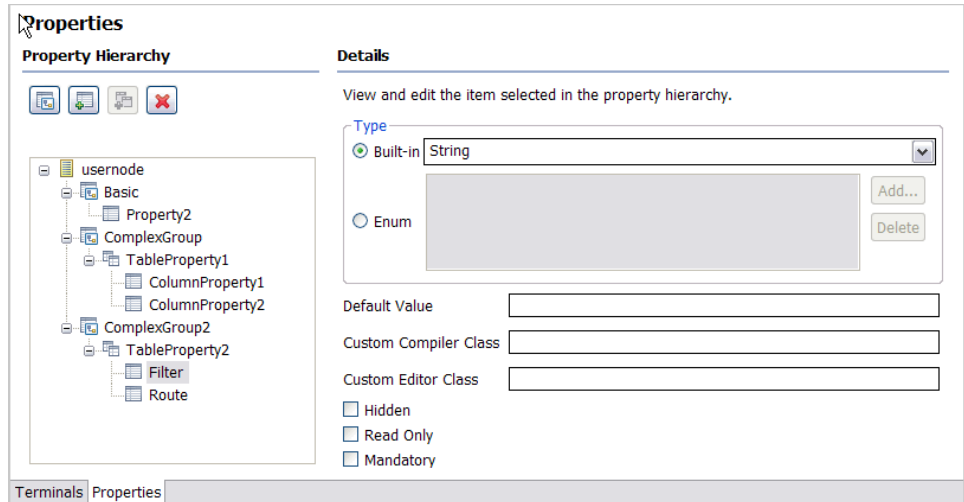 Properties
Property Hierarchy
Details
View and edit the item selected in the property hierarchy.
Type
Built-in String
Enum
Add...
Delete
usernode
Basic
Property2
ComplexGroup
TableProperty1
ColumnProperty1
ColumnProperty2
ComplexGroup2
TableProperty2
Filter
Route
Default Value
Custom Compiler Class
Custom Editor Class
Hidden
Read Only
Mandatory
Terminals Properties